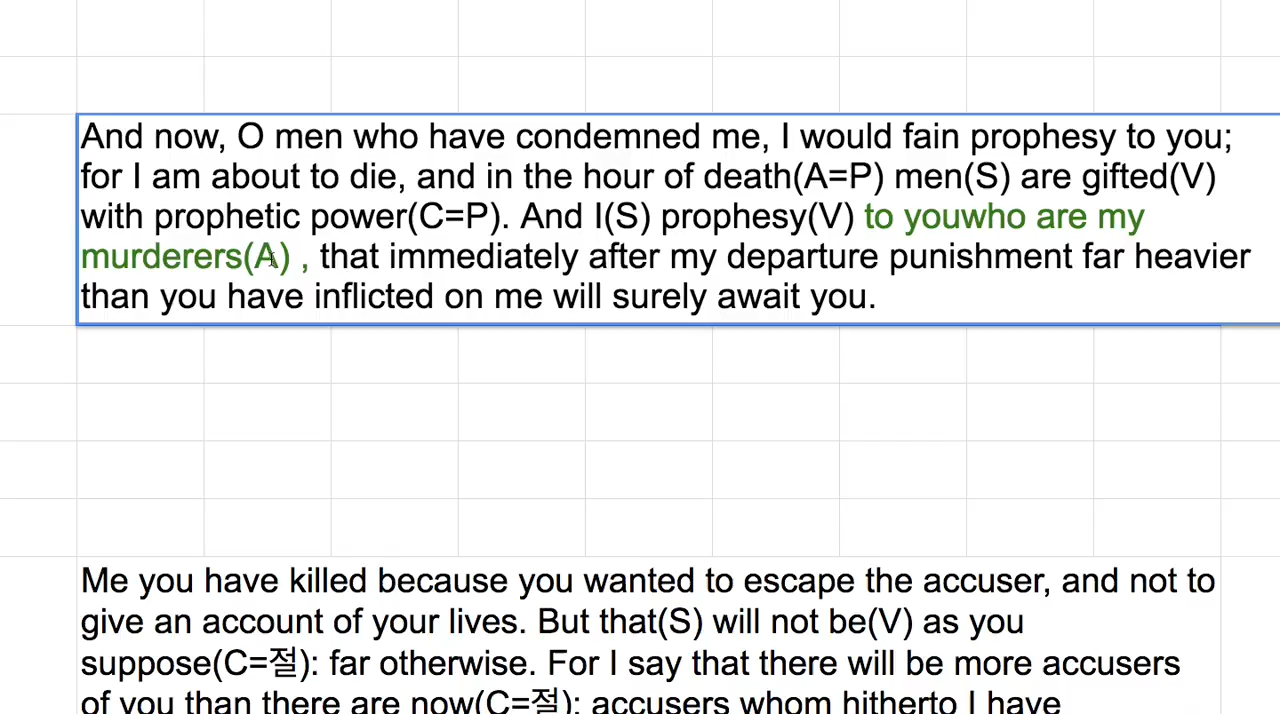 And now, O men who have condemned me, I would fain prophesy to you;
for I am about to die, and in the hour of death(A=P) men(S) are gifted(V)
with prophetic power(C=P). And I(S) prophesy(V) to youwho are my
murderers(A) , that immediately after my departure punishment far heavier
than you have inflicted on me will surely await you.
Me you have killed because you wanted to escape the accuser, and not to
give an account of your lives. But that(S) will not be(V) as you
suppose(C=절): far otherwise. For I say that there will be more accusers
of you than there are now(C=절); accusers whom hitherto I have